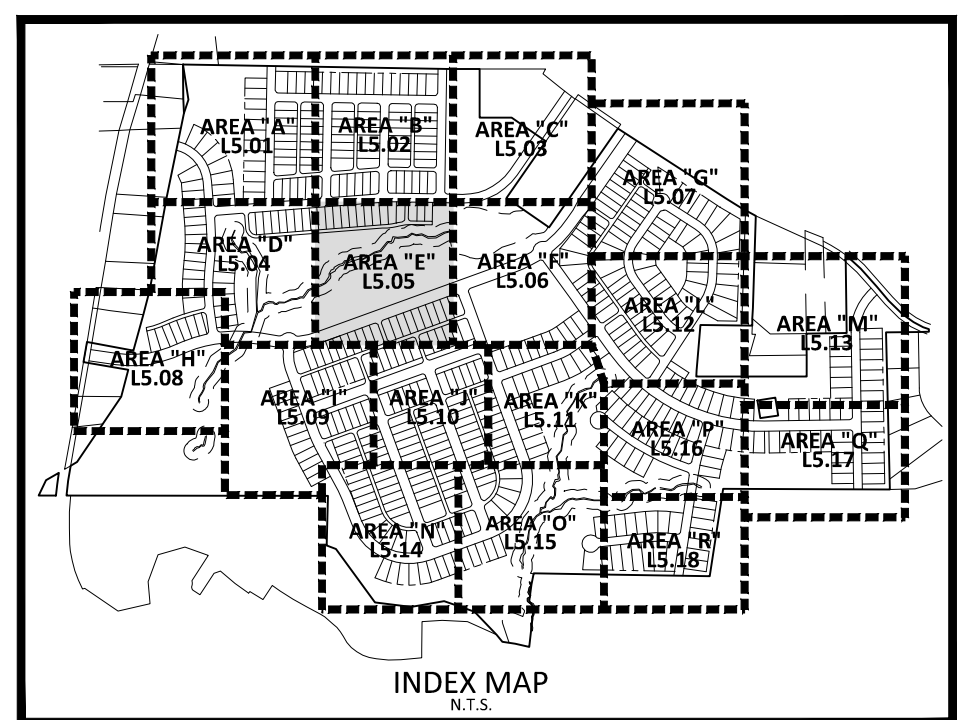 AREA "A"
L5.01
AREA "B"
L5.02
AREA "C"
L5.03
AREA "G"
L5.07
AREA "D"
L5.04
AREA "E"
L5.05
AREA "F"
L5.06
AREA "L"
L5.12
AREA "M"
L5.13
AREA "H"
L5.08
AREA "I"
L5.09
AREA "J"
L5.10
AREA "K"
L5.11
AREA "P"
L5.16
AREA "Q"
L5.17
AREA "N"
L5.14
AREA "O"
L5.15
AREA "R"
L5.18
INDEX MAP
N.T.S.